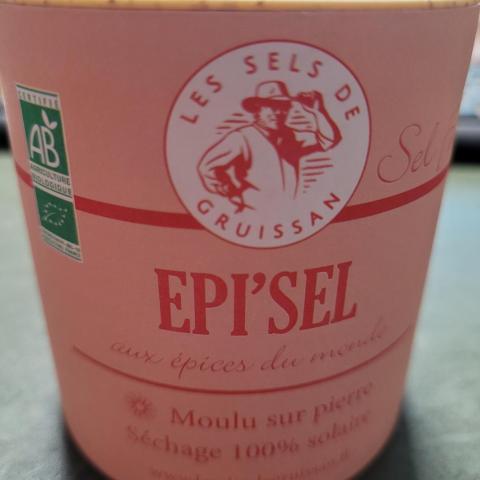 CERTIFIÉ
AB
AGRICULTURE
BIOLOGIQUE
LES SELS DE
GRUISSAN
Sel
EPI'SEL
aux épices du monde
Moulu sur pierre
Séchage 100% solaire